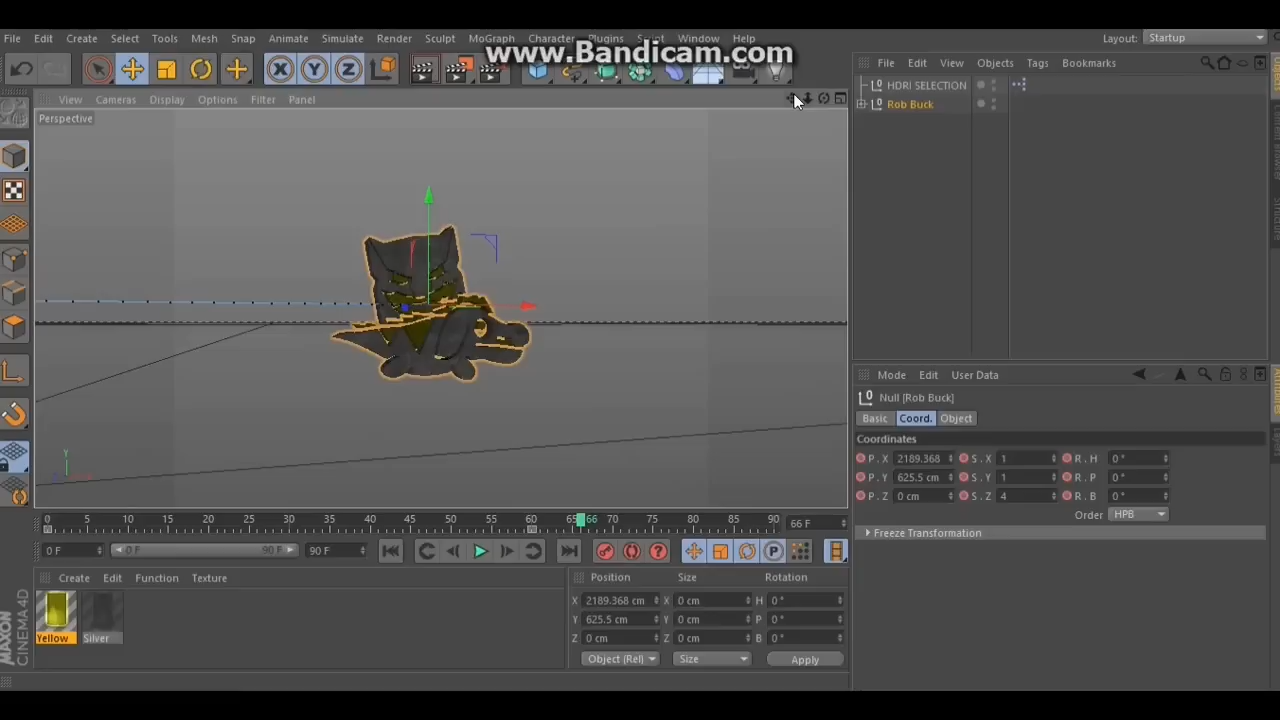 www.Bandicam.com
File Edit Create Select Tools Mesh Snap Animate Simulate Render Sculpt MoGraph Character Plugins Script Window Help
Layout: Startup
X Y Z
File Edit View Objects Tags Bookmarks
HDRI SELECTION
Rob Buck
View Cameras Display Options Filter Panel
Perspective
Y
Mode Edit User Data
Null [Rob Buck]
Basic Coord. Object
Coordinates
P . X 2189.368 S . X 1 R . H 0 °
P . Y 625.5 cm S . Y 1 R . P 0 °
P . Z 0 cm S . Z 4 R . B 0 °
Order HPB
Freeze Transformation
0 5 10 15 20 25 30 35 40 45 50 55 60 65 66 70 75 80 85 90 66 F
0 F 0 F 90 F 90 F
Create Edit Function Texture
Yellow Silver
Position Size Rotation
X 2189.368 cm X 0 cm H 0 °
Y 625.5 cm Y 0 cm P 0 °
Z 0 cm Z 0 cm B 0 °
Object (Rel) Size Apply
MAXON
CINEMA 4D